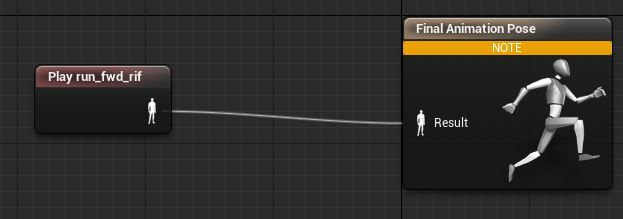 Final Animation Pose
NOTE
Play run_fwd_rif
Result